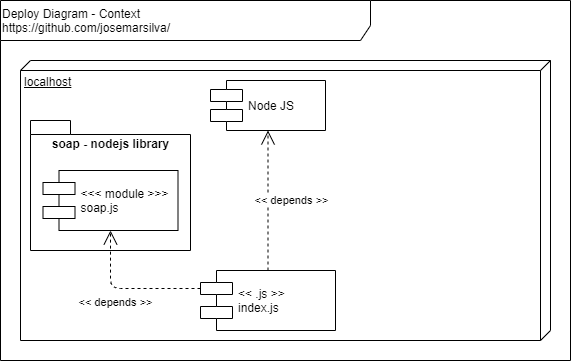 Deploy Diagram - Context
https://github.com/josemarsilva/
localhost
Node JS
soap - nodejs library
<<< module >>>
soap.js
<< depends >>
<< .js >>
index.js
<< depends >>